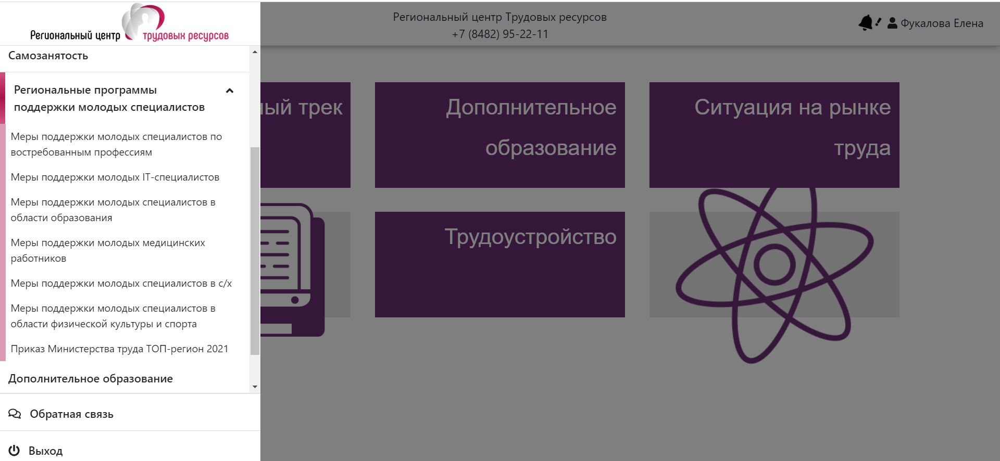 Региональный центр трудовых ресурсов
Региональный центр Трудовых ресурсов
+7 (8482) 95-22-11
Фукалова Елена
Самозанятость
Региональные программы
поддержки молодых специалистов
Меры поддержки молодых специалистов по
востребованным профессиям
Меры поддержки молодых IT-специалистов
Меры поддержки молодых специалистов в
области образования
Меры поддержки молодых медицинских
работников
Меры поддержки молодых специалистов в с/х
Меры поддержки молодых специалистов в
области физической культуры и спорта
Приказ Министерства труда ТОП-регион 2021
Дополнительное образование
Обратная связь
Выход
трек
Дополнительное
образование
Ситуация на рынке
труда
Трудоустройство